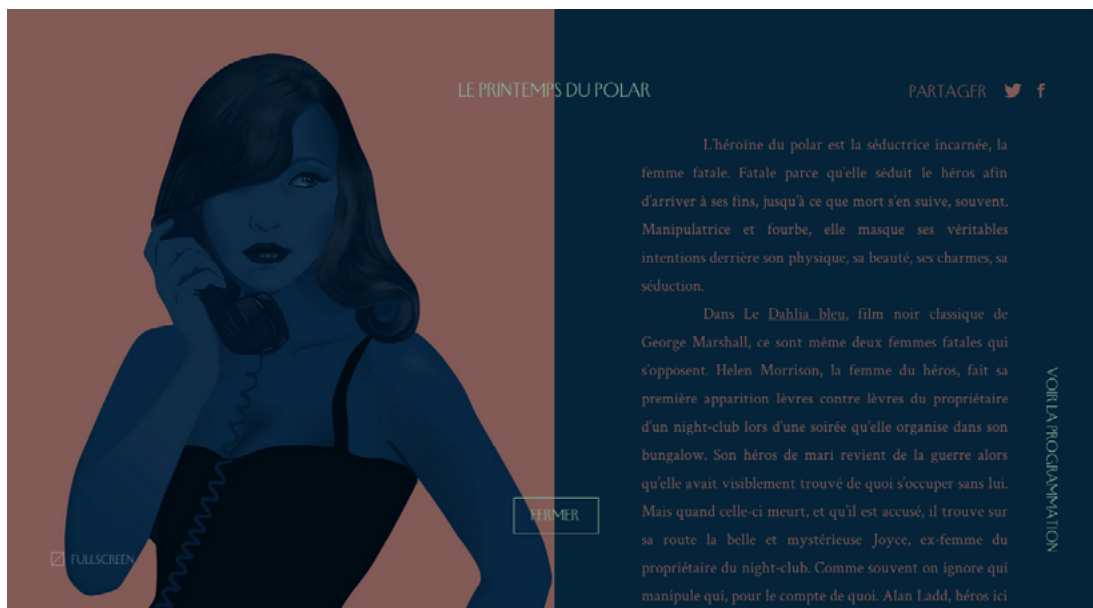 LE PRINTEMPS DU POLAR
PARTAGER
L'héroïne du polar est la séductrice incarnée, la
femme fatale. Fatale parce qu'elle séduit le héros afin
d'arriver à ses fins, jusqu'à ce que mort s'en suive, souvent.
Manipulatrice et fourbe, elle masque ses véritables
intentions derrière son physique, sa beauté, ses charmes, sa
séduction.
Dans Le Dahlia bleu, film noir classique de
George Marshall, ce sont même deux femmes fatales qui
s'opposent. Helen Morrison, la femme du héros, fait sa
première apparition lèvres contre lèvres du propriétaire
d'un night-club lors d'une soirée qu'elle organise dans son
bungalow. Son héros de mari revient de la guerre alors
qu'elle avait visiblement trouvé de quoi s'occuper sans lui.
Mais quand celle-ci meurt, et qu'il est accusé, il trouve sur
sa route la belle et mystérieuse Joyce, ex-femme du
propriétaire du night-club. Comme souvent on ignore qui
manipule qui, pour le compte de quoi. Alan Ladd, héros ici
VOIR LA PROGRAMMATION
FERMER
FULLSCREEN